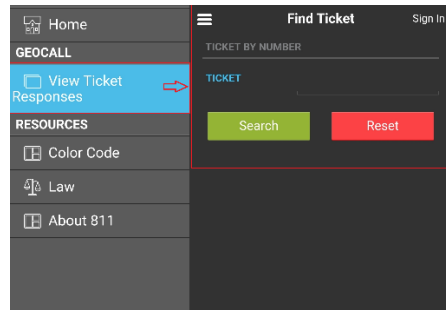 Home
GEOCALL
View Ticket
Responses
RESOURCES
Color Code
Law
About 811
Find Ticket
Sign In
TICKET BY NUMBER
TICKET
Search
Reset